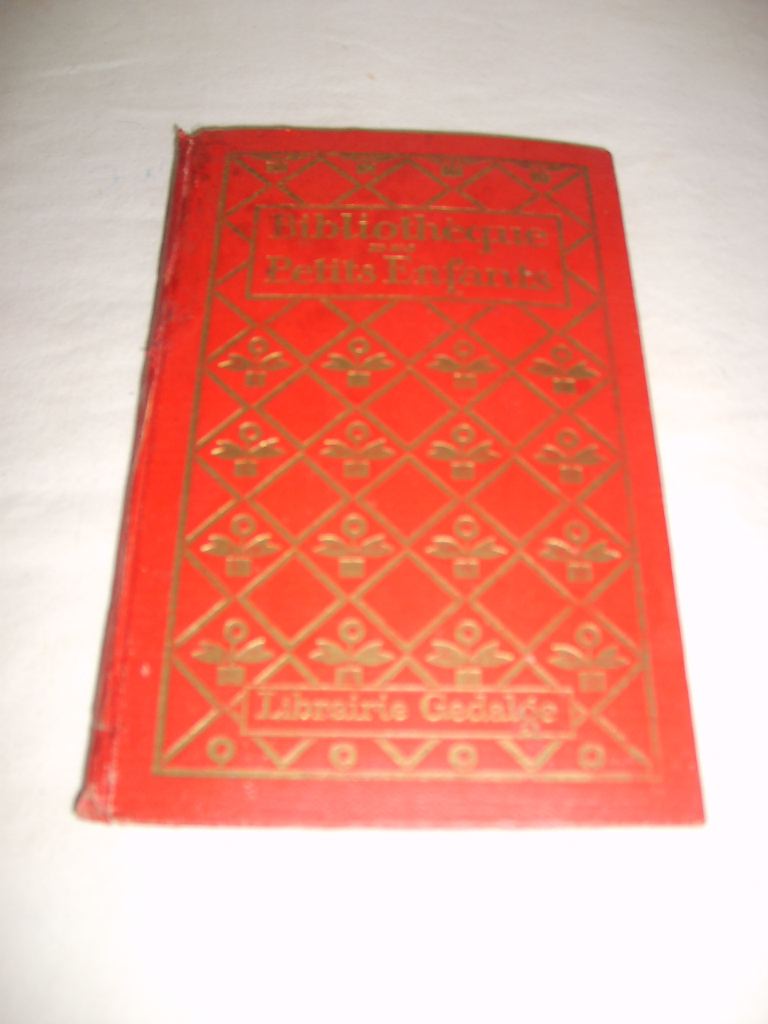 Bibliothèque
DES
Petits Enfants
Librairie Gedalge